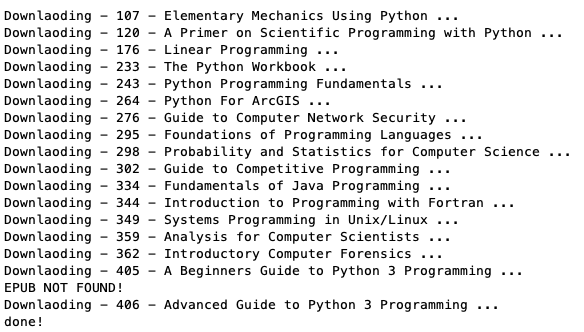 Downlaoding – 107 – Elementary Mechanics Using Python ...
Downlaoding – 120 – A Primer on Scientific Programming with Python ...
Downlaoding – 176 – Linear Programming ...
Downlaoding – 233 – The Python Workbook ...
Downlaoding – 243 – Python Programming Fundamentals ...
Downlaoding – 264 – Python For ArcGIS ...
Downlaoding – 276 – Guide to Computer Network Security ...
Downlaoding – 295 – Foundations of Programming Languages ...
Downlaoding – 298 – Probability and Statistics for Computer Science ...
Downlaoding – 302 – Guide to Competitive Programming ...
Downlaoding – 334 – Fundamentals of Java Programming ...
Downlaoding – 344 – Introduction to Programming with Fortran ...
Downlaoding – 349 – Systems Programming in Unix/Linux ...
Downlaoding – 359 – Analysis for Computer Scientists ...
Downlaoding – 362 – Introductory Computer Forensics ...
Downlaoding – 405 – A Beginners Guide to Python 3 Programming ...
EPUB NOT FOUND!
Downlaoding – 406 – Advanced Guide to Python 3 Programming ...
done!